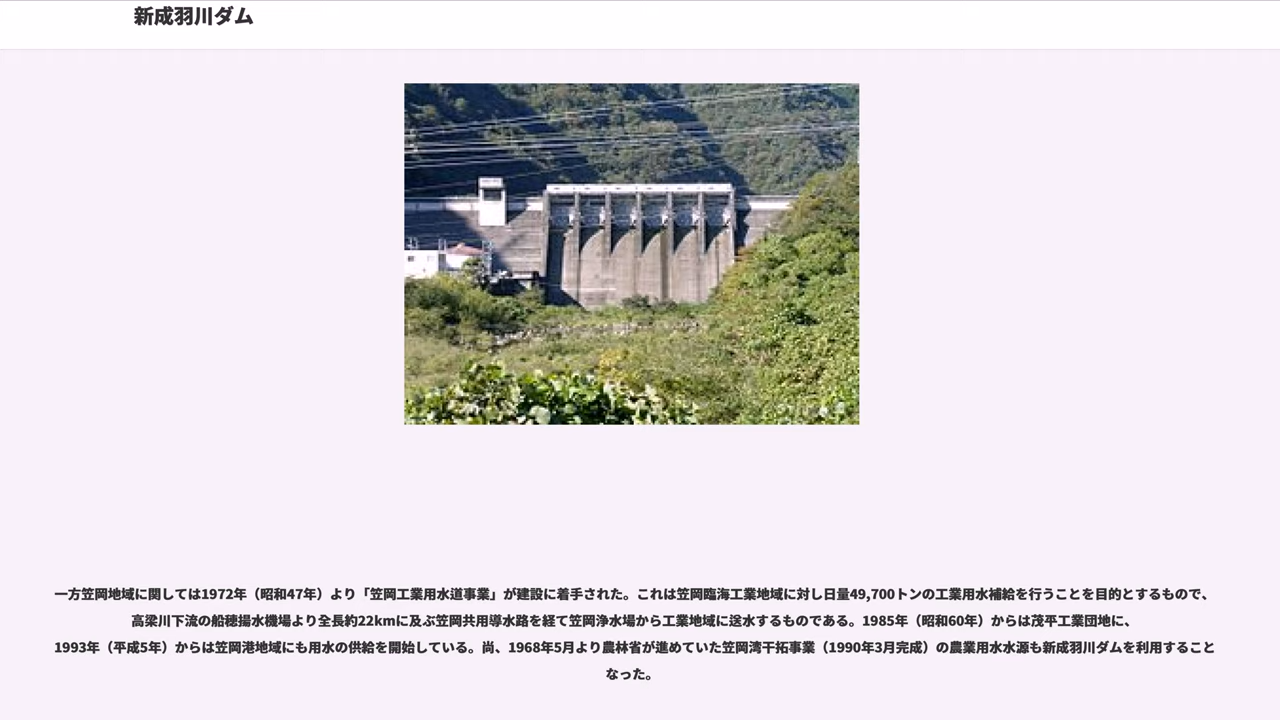 新成羽川ダム
一方笠岡地域に関しては1972年（昭和47年）より「笠岡工業用水道事業」が建設に着手された。これは笠岡臨海工業地域に対し日量49,700トンの工業用水補給を行うことを目的とするもので、
高梁川下流の船穂揚水機場より全長約22kmに及ぶ笠岡共用導水路を経て笠岡浄水場から工業地域に送水するものである。1985年（昭和60年）からは茂平工業団地に、
1993年（平成5年）からは笠岡港地域にも用水の供給を開始している。尚、1968年5月より農林省が進めていた笠岡湾干拓事業（1990年3月完成）の農業用水水源も新成羽川ダムを利用すること
なった。